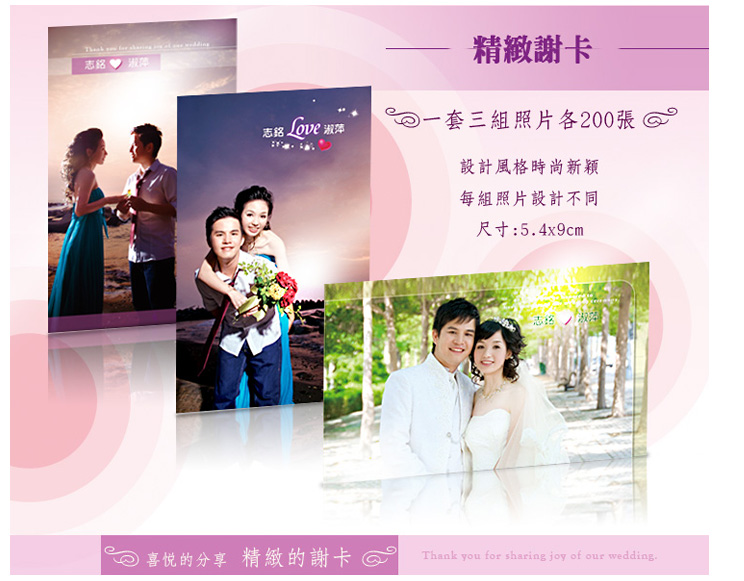 Thank you for sharing joy of our wedding
志銘 淑萍
志銘 Love 淑萍
精緻謝卡
一套三組照片各200張
設計風格時尚新穎
每組照片設計不同
尺寸:5.4x9cm
志銘 淑萍
喜悅的分享 精緻的謝卡
Thank you for sharing joy of our wedding.